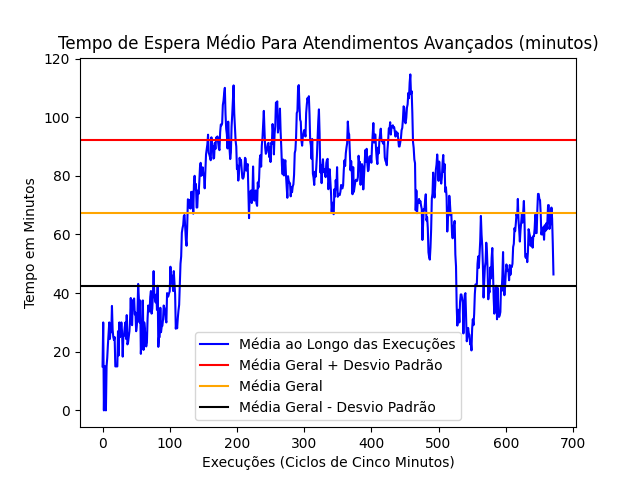 Tempo de Espera Médio Para Atendimentos Avançados (minutos)
120
100
80
60
40
20
0
Tempo em Minutos
Média ao Longo das Execuções
Média Geral + Desvio Padrão
Média Geral
Média Geral - Desvio Padrão
0 100 200 300 400 500 600 700
Execuções (Ciclos de Cinco Minutos)